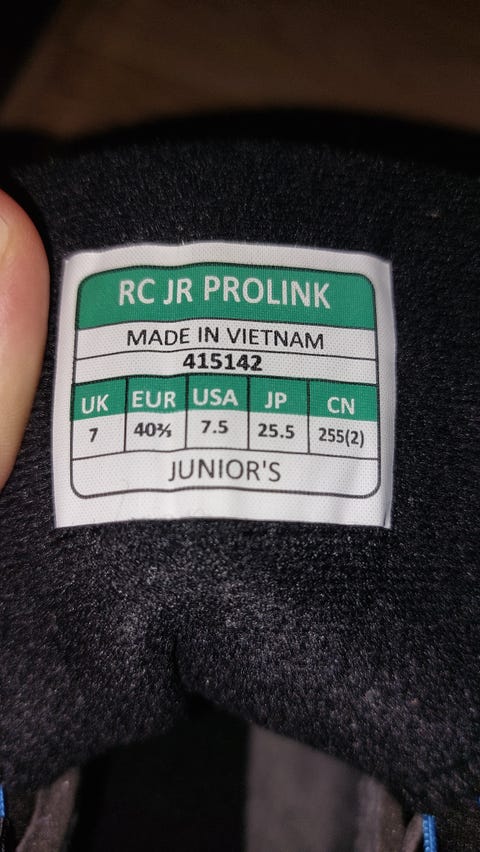 RC JR PROLINK
MADE IN VIETNAM
415142
UK EUR USA JP CN
7 40⅔ 7.5 25.5 255(2)
JUNIOR'S